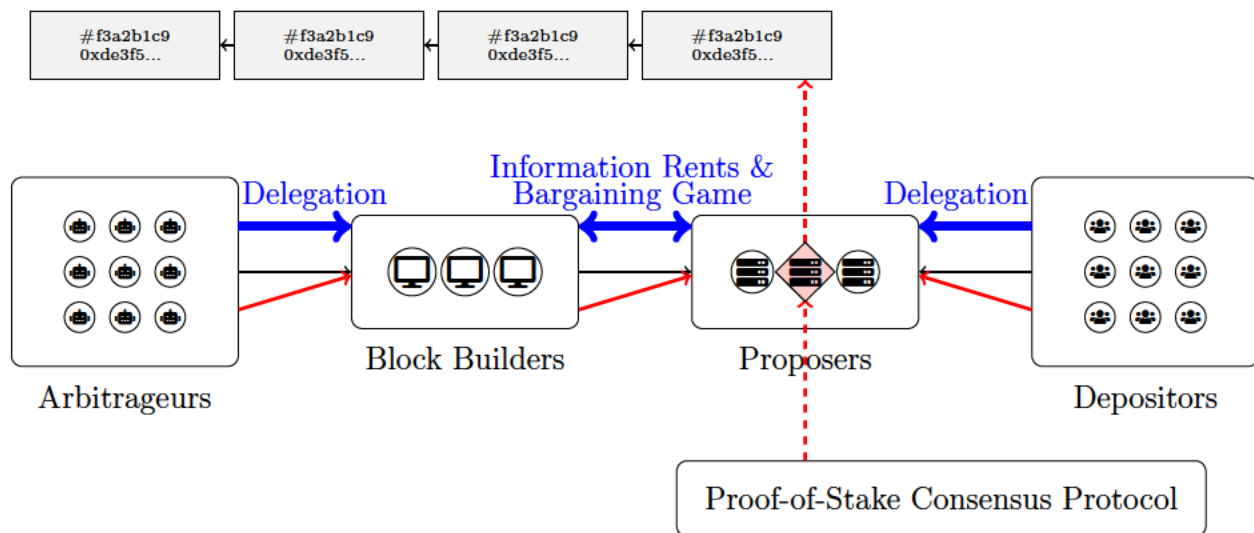 #f3a2b1c9
0xde3f5...
#f3a2b1c9
0xde3f5...
#f3a2b1c9
0xde3f5...
#f3a2b1c9
0xde3f5...
Delegation
Information Rents &
Bargaining Game
Delegation
Arbitrageurs
Block Builders
Proposers
Depositors
Proof-of-Stake Consensus Protocol